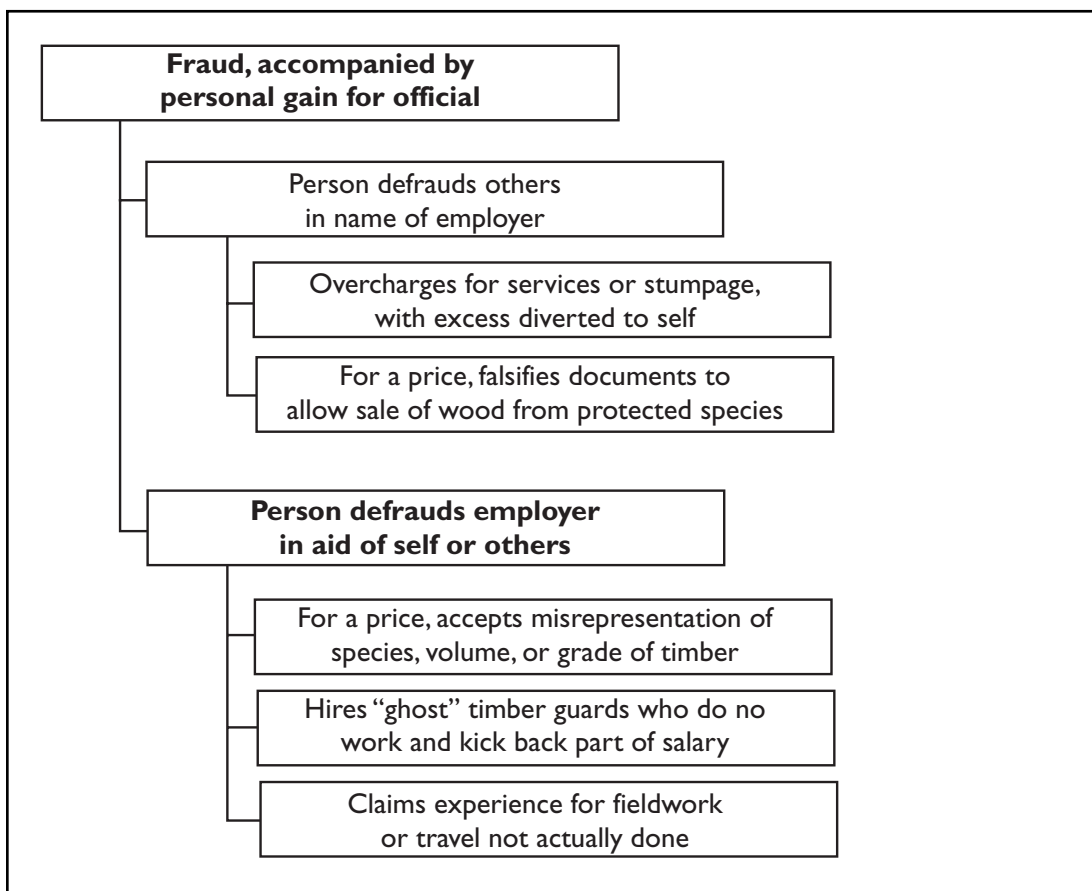 Fraud, accompanied by
personal gain for official
Person defrauds others
in name of employer
Overcharges for services or stumpage,
with excess diverted to self
For a price, falsifies documents to
allow sale of wood from protected species
Person defrauds employer
in aid of self or others
For a price, accepts misrepresentation of
species, volume, or grade of timber
Hires “ghost” timber guards who do no
work and kick back part of salary
Claims experience for fieldwork
or travel not actually done